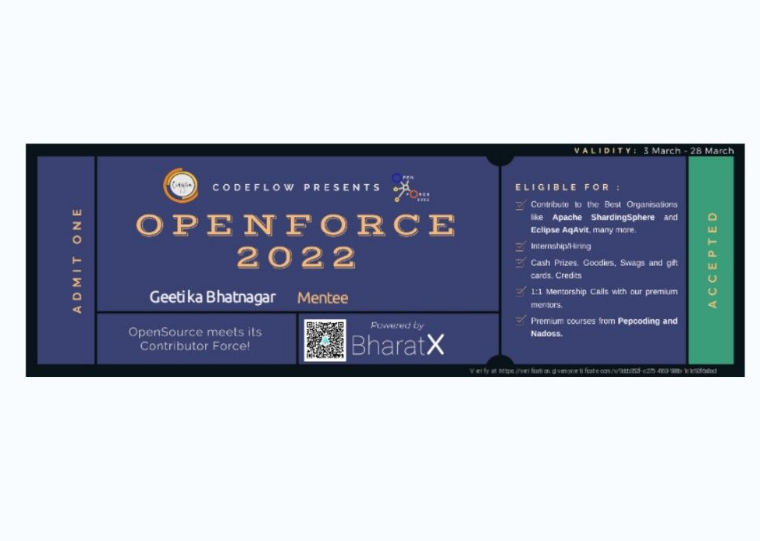 VALIDITY: 3 March - 28 March
ADMIT ONE
CODEFLOW PRESENTS
OPENFORCE
2022
Geetika Bhatnagar Mentee
OpenSource meets its
Contributor Force!
Powered by
BharatX
ELIGIBLE FOR :
Contribute to the Best Organisations
like Apache ShardingSphere and
Eclipse AqAvit, many more.
Internship/Hiring
Cash Prizes, Goodies, Swags and gift
cards, Credits
1:1 Mentorship Calls with our premium
mentors.
Premium courses from Pepcoding and
Nadoss.
ACCEPTED
Verify at